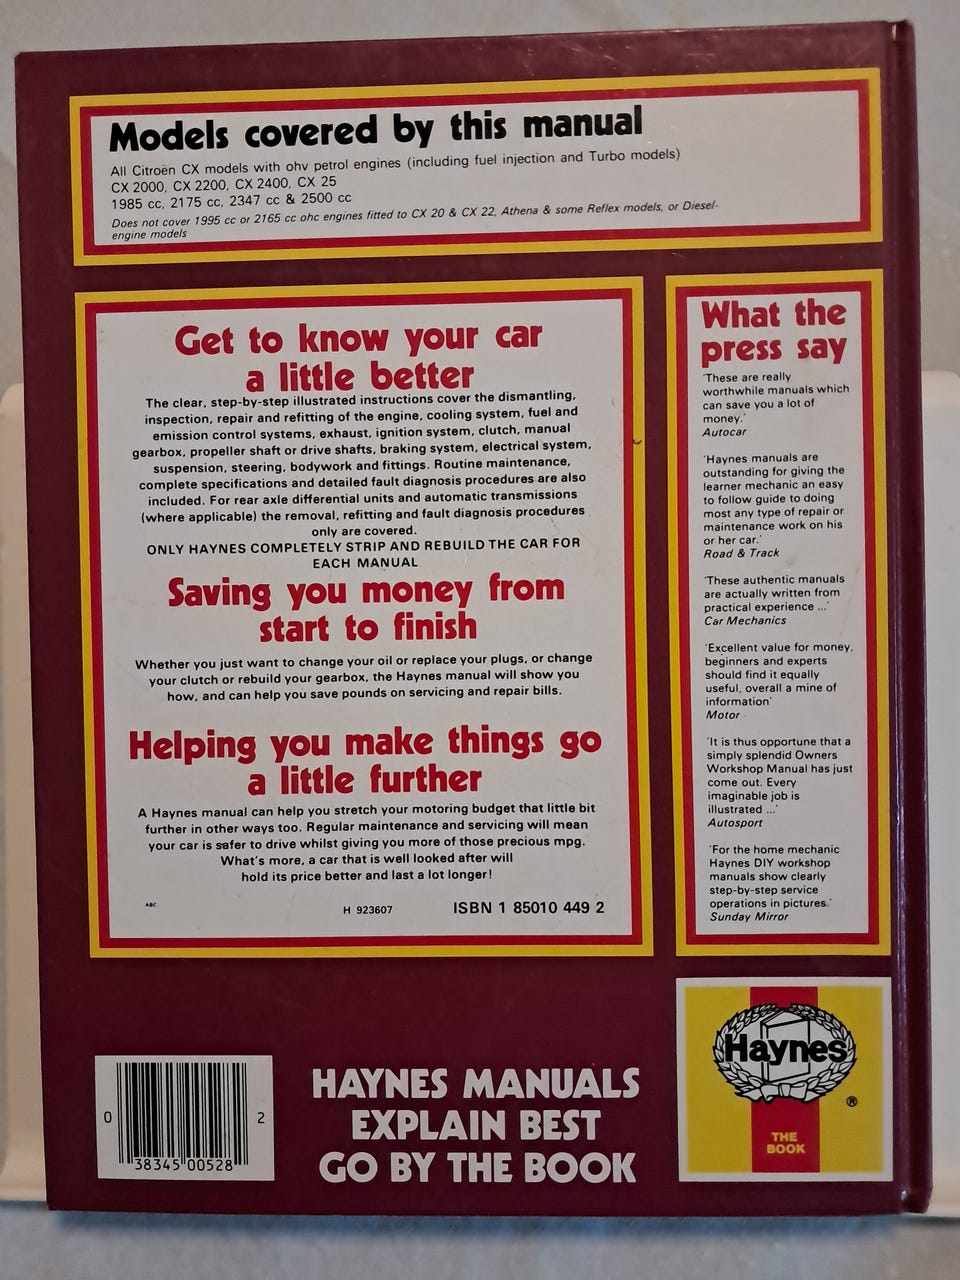 Models covered by this manual
All Citroën CX models with ohv petrol engines (including fuel injection and Turbo models)
CX 2000, CX 2200, CX 2400, CX 25
1985 cc, 2175 cc, 2347 cc & 2500 cc
Does not cover 1995 cc or 2165 cc ohc engines fitted to CX 20 & CX 22, Athena & some Reflex models, or Diesel-
engine models
Get to know your car
a little better
The clear, step-by-step illustrated instructions cover the dismantling,
inspection, repair and refitting of the engine, cooling system, fuel and
emission control systems, exhaust, ignition system, clutch, manual
gearbox, propeller shaft or drive shafts, braking system, electrical system,
suspension, steering, bodywork and fittings. Routine maintenance,
complete specifications and detailed fault diagnosis procedures are also
included. For rear axle differential units and automatic transmissions
(where applicable) the removal, refitting and fault diagnosis procedures
only are covered.
ONLY HAYNES COMPLETELY STRIP AND REBUILD THE CAR FOR
EACH MANUAL
Saving you money from
start to finish
Whether you just want to change your oil or replace your plugs, or change
your clutch or rebuild your gearbox, the Haynes manual will show you
how, and can help you save pounds on servicing and repair bills.
Helping you make things go
a little further
A Haynes manual can help you stretch your motoring budget that little bit
further in other ways too. Regular maintenance and servicing will mean
your car is safer to drive whilst giving you more of those precious mpg.
What's more, a car that is well looked after will
hold its price better and last a lot longer!
ABC
H 923607
ISBN 1 85010 449 2
What the
press say
'These are really
worthwhile manuals which
can save you a lot of
money.'
Autocar
'Haynes manuals are
outstanding for giving the
learner mechanic an easy
to follow guide to doing
most any type of repair or
maintenance work on his
or her car.'
Road & Track
'These authentic manuals
are actually written from
practical experience ...'
Car Mechanics
'Excellent value for money,
beginners and experts
should find it equally
useful, overall a mine of
information'
Motor
'It is thus opportune that a
simply splendid Owners
Workshop Manual has just
come out. Every
imaginable job is
illustrated ...'
Autosport
'For the home mechanic
Haynes DIY workshop
manuals show clearly
step-by-step service
operations in pictures.'
Sunday Mirror
0 38345 00528 2
HAYNES MANUALS
EXPLAIN BEST
GO BY THE BOOK
Haynes
®
THE
BOOK